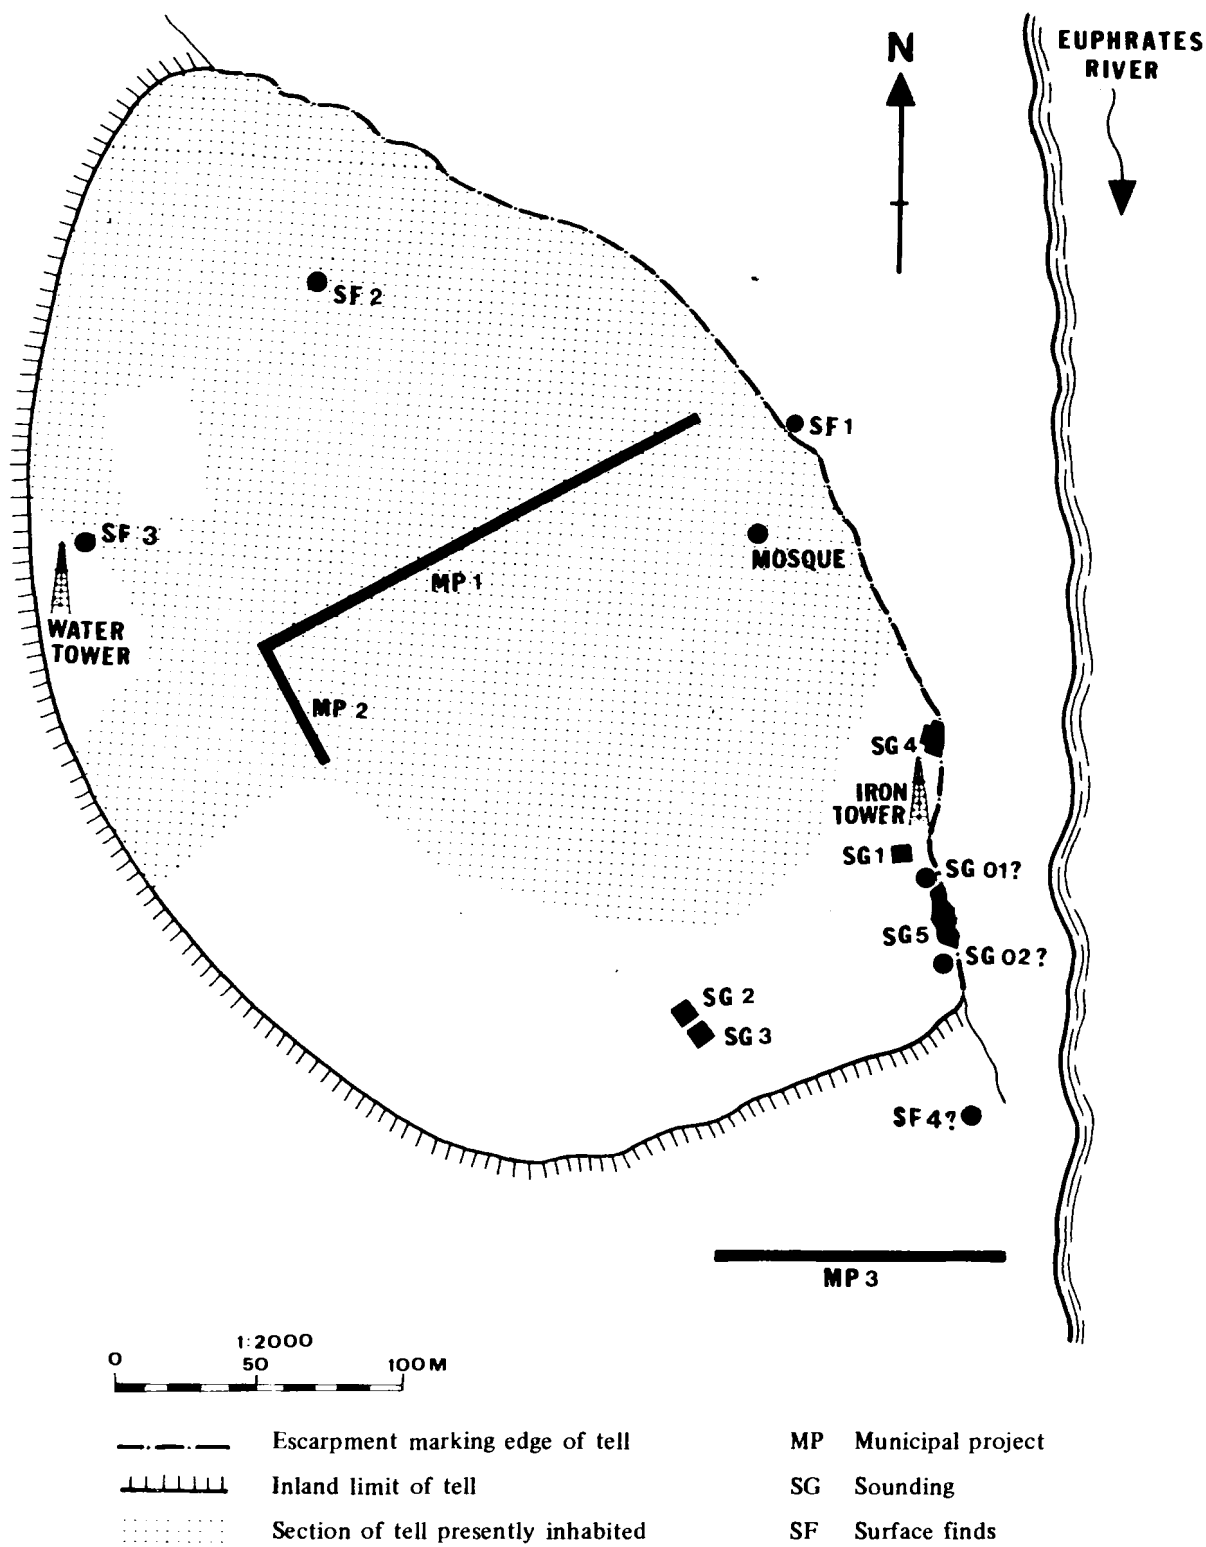 N
EUPHRATES
RIVER
SF 2
SF 1
SF 3
MOSQUE
MP 1
WATER
TOWER
MP 2
SG 4
IRON
TOWER
SG 1
SG 01?
SG 5
SG 02?
SG 2
SG 3
SF 4?
MP 3
1:2000
0 50 100M
Escarpment marking edge of tell
Inland limit of tell
Section of tell presently inhabited
MP Municipal project
SG Sounding
SF Surface finds